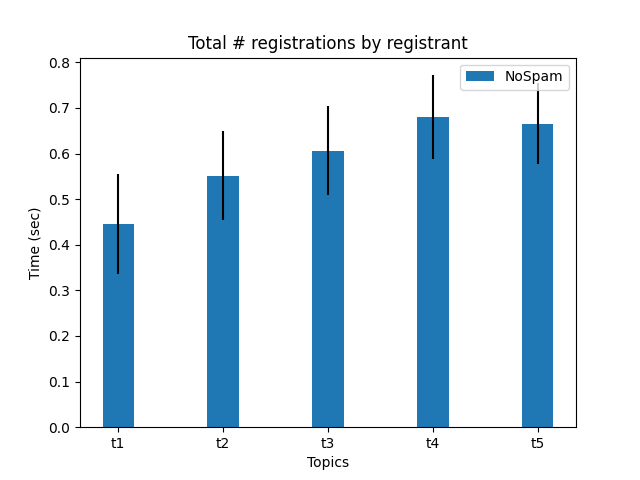 Total # registrations by registrant
NoSpam
0.8
0.7
0.6
0.5
0.4
0.3
0.2
0.1
0.0
Time (sec)
t1 t2 t3 t4 t5
Topics